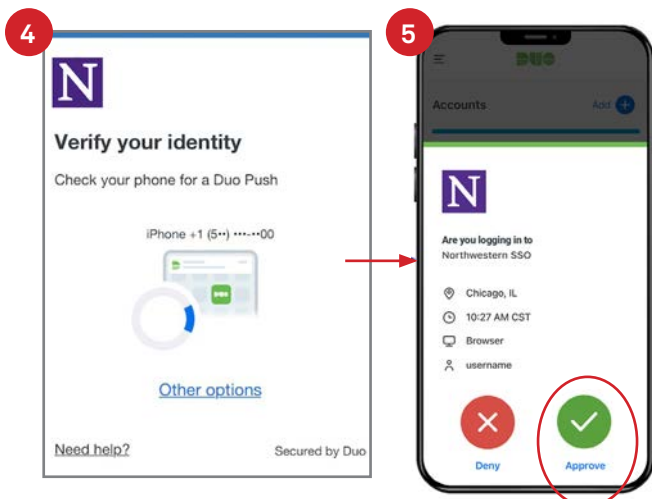 4
N
Verify your identity
Check your phone for a Duo Push
iPhone +1 (5••) •••-••00
Other options
Need help?
Secured by Duo
5
DUO
Accounts
Add
N
Are you logging in to
Northwestern SSO
Chicago, IL
10:27 AM CST
Browser
username
Deny
Approve